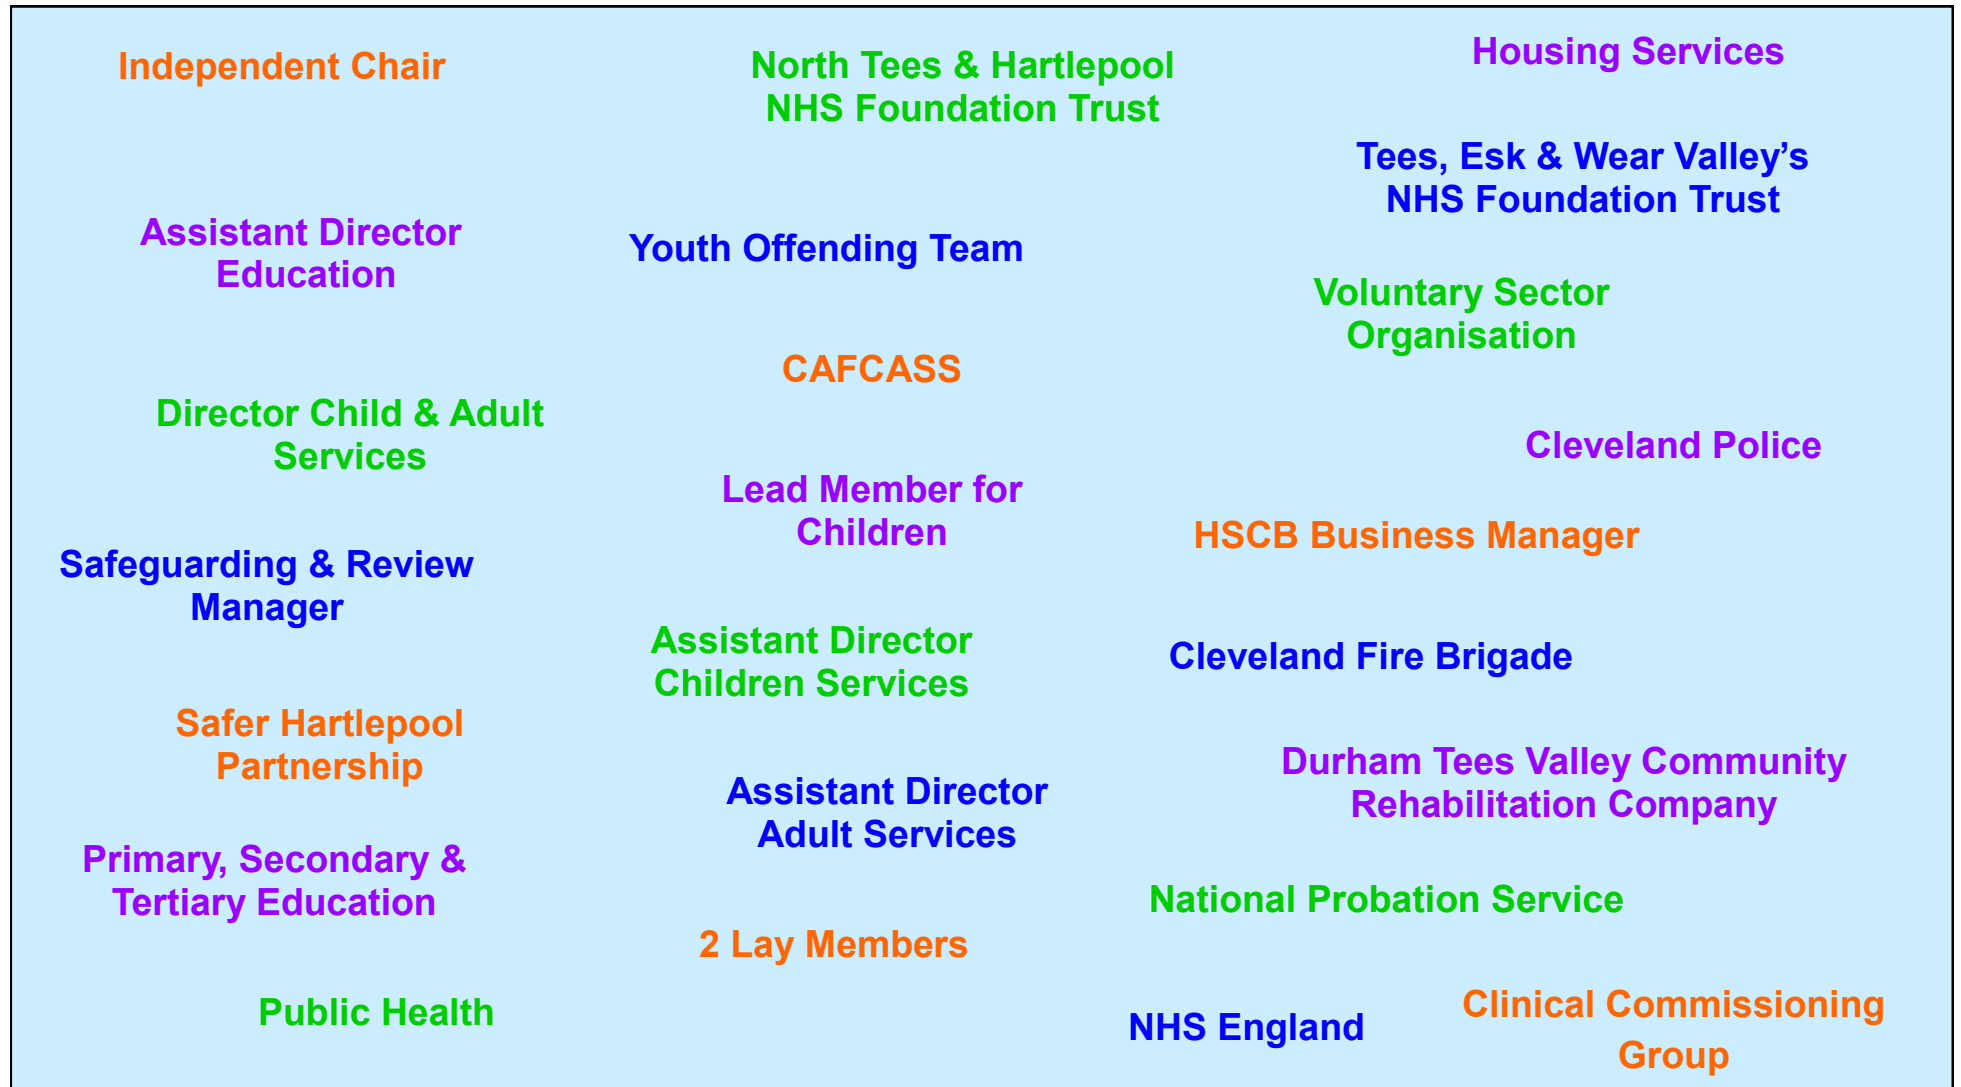 Independent Chair
North Tees & Hartlepool
NHS Foundation Trust
Housing Services
Tees, Esk & Wear Valley’s
NHS Foundation Trust
Assistant Director
Education
Youth Offending Team
Voluntary Sector
Organisation
CAFCASS
Director Child & Adult
Services
Cleveland Police
Lead Member for
Children
HSCB Business Manager
Safeguarding & Review
Manager
Assistant Director
Children Services
Cleveland Fire Brigade
Safer Hartlepool
Partnership
Durham Tees Valley Community
Rehabilitation Company
Assistant Director
Adult Services
Primary, Secondary &
Tertiary Education
National Probation Service
2 Lay Members
Public Health
NHS England
Clinical Commissioning
Group